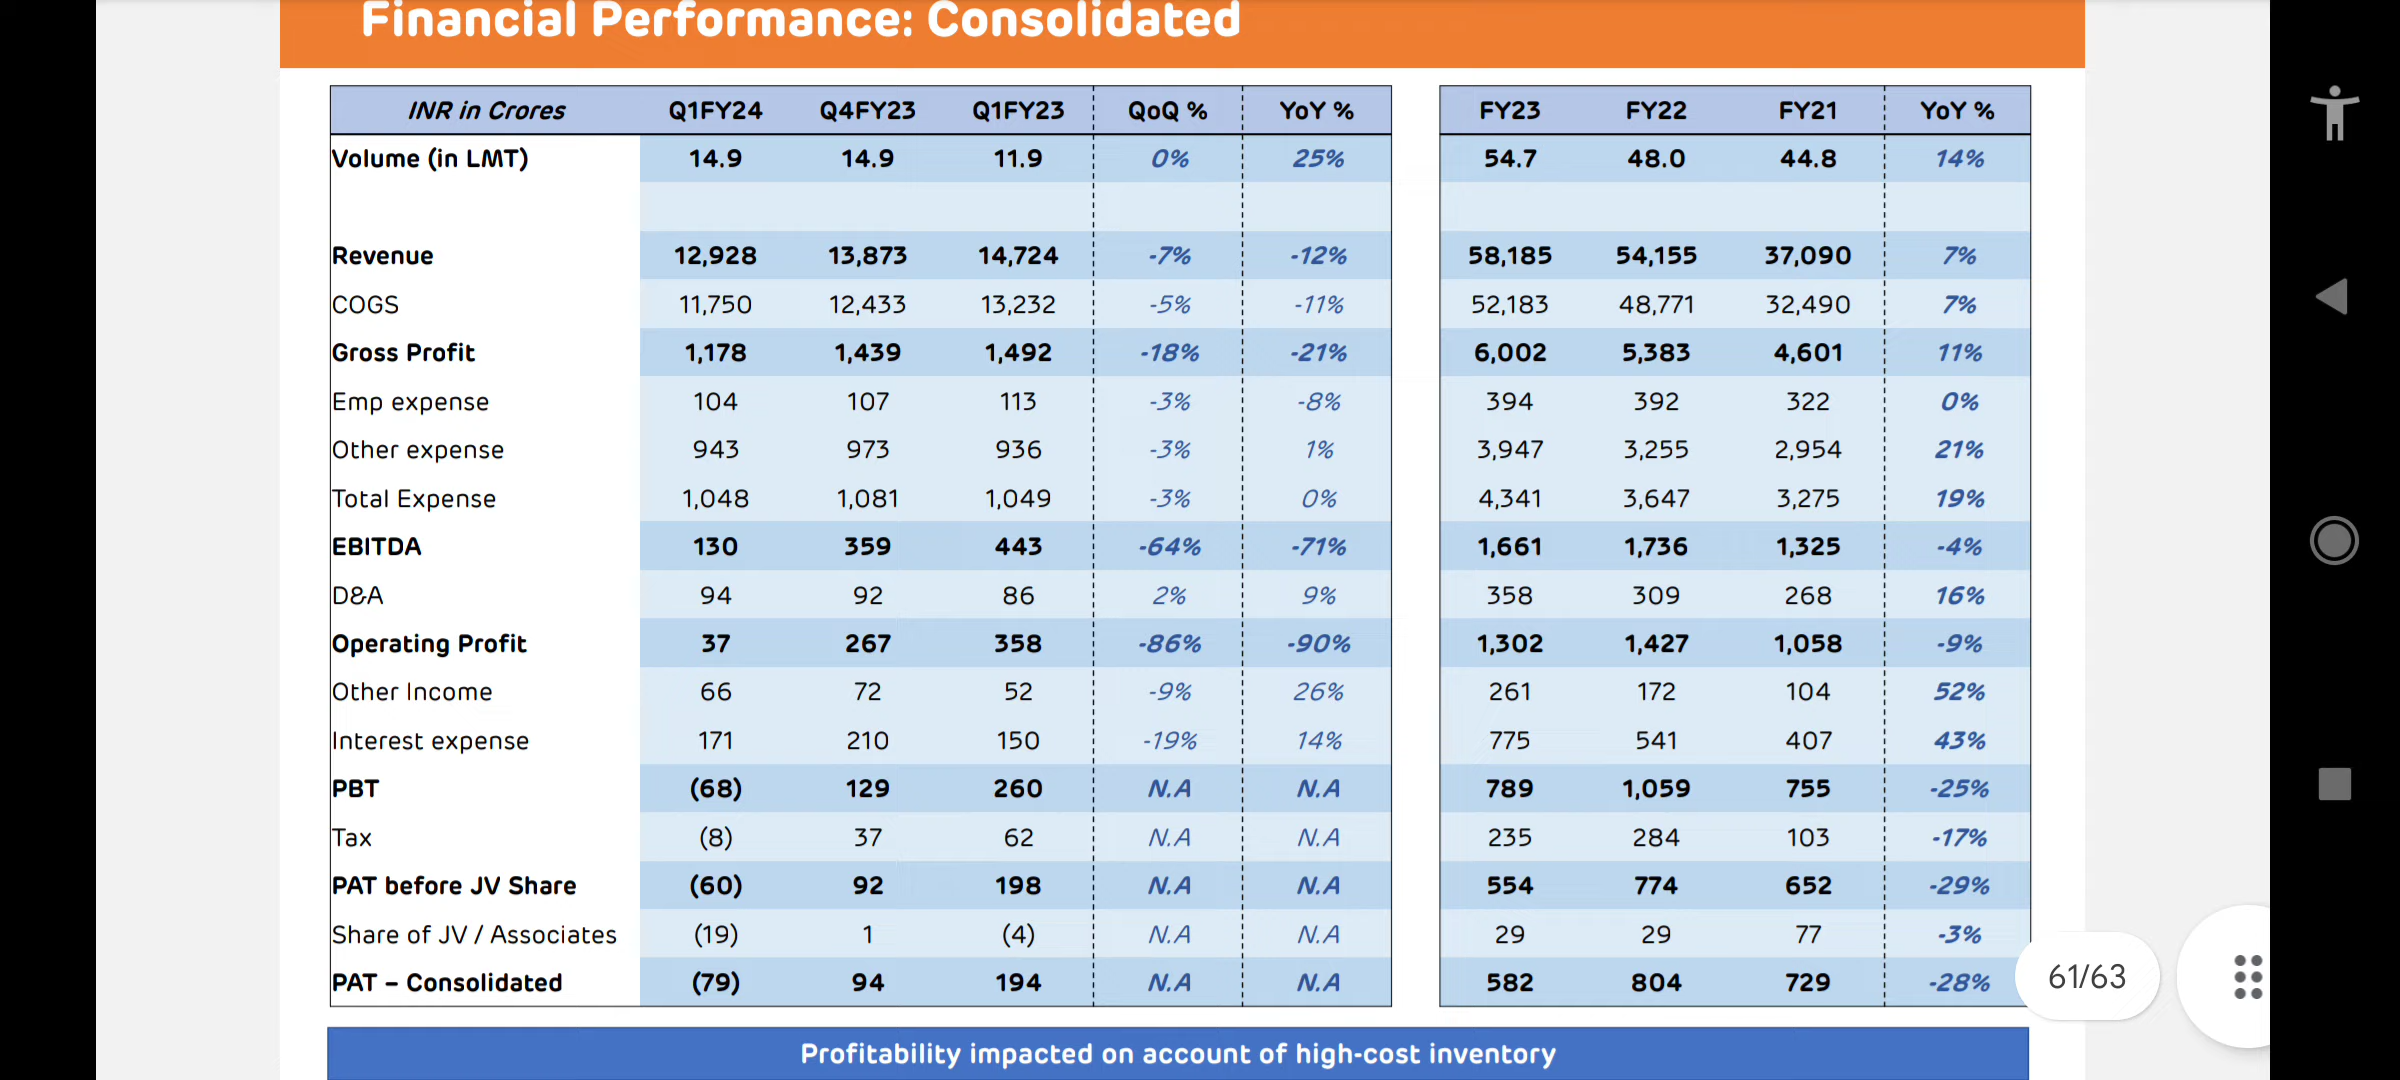 Financial Performance: Consolidated
INR in Crores Q1FY24 Q4FY23 Q1FY23 QoQ % YoY % FY23 FY22 FY21 YoY %
Volume (in LMT) 14.9 14.9 11.9 0% 25% 54.7 48.0 44.8 14%
Revenue 12,928 13,873 14,724 -7% -12% 58,185 54,155 37,090 7%
COGS 11,750 12,433 13,232 -5% -11% 52,183 48,771 32,490 7%
Gross Profit 1,178 1,439 1,492 -18% -21% 6,002 5,383 4,601 11%
Emp expense 104 107 113 -3% -8% 394 392 322 0%
Other expense 943 973 936 -3% 1% 3,947 3,255 2,954 21%
Total Expense 1,048 1,081 1,049 -3% 0% 4,341 3,647 3,275 19%
EBITDA 130 359 443 -64% -71% 1,661 1,736 1,325 -4%
D&A 94 92 86 2% 9% 358 309 268 16%
Operating Profit 37 267 358 -86% -90% 1,302 1,427 1,058 -9%
Other Income 66 72 52 -9% 26% 261 172 104 52%
Interest expense 171 210 150 -19% 14% 775 541 407 43%
PBT (68) 129 260 N.A N.A 789 1,059 755 -25%
Tax (8) 37 62 N.A N.A 235 284 103 -17%
PAT before JV Share (60) 92 198 N.A N.A 554 774 652 -29%
Share of JV / Associates (19) 1 (4) N.A N.A 29 29 77 -3%
PAT – Consolidated (79) 94 194 N.A N.A 582 804 729 -28%
61/63
Profitability impacted on account of high-cost inventory